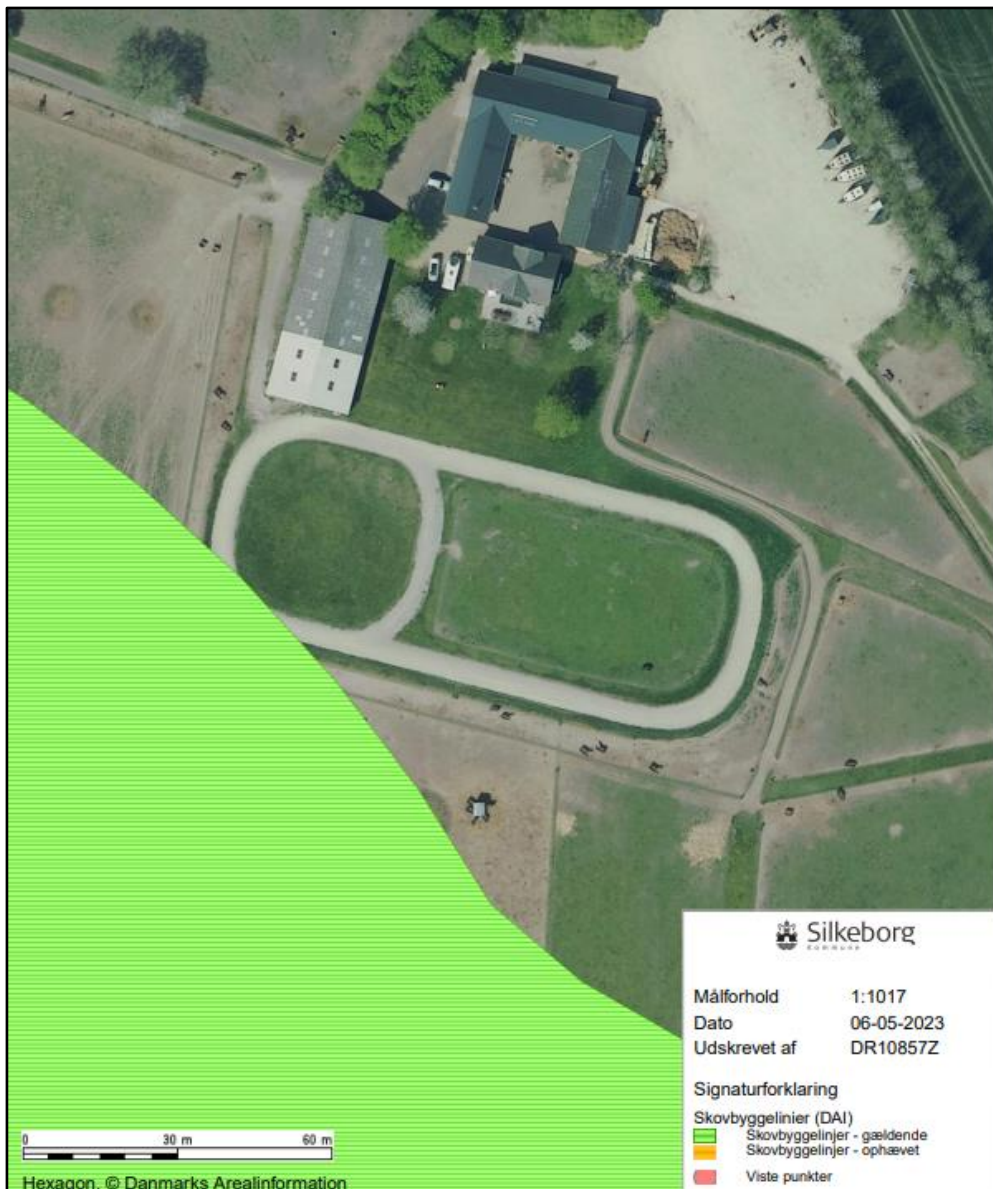 Silkeborg
Kommune
Målforhold 1:1017
Dato 06-05-2023
Udskrevet af DR10857Z
Signaturforklaring
Skovbyggelinier (DAI)
Skovbyggelinjer - gældende
Skovbyggelinjer - ophævet
Viste punkter
0 30 m 60 m
Hexagon, © Danmarks Arealinformation